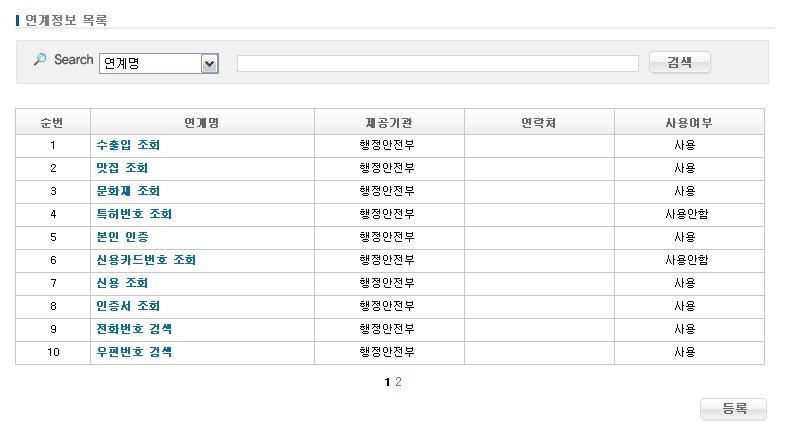 연계정보 목록
Search 연계명 검색
순번 연계명 제공기관 연락처 사용여부
1 수출입 조회 행정안전부 사용
2 맛집 조회 행정안전부 사용
3 문화재 조회 행정안전부 사용
4 특허번호 조회 행정안전부 사용안함
5 본인 인증 행정안전부 사용
6 신용카드번호 조회 행정안전부 사용안함
7 신용 조회 행정안전부 사용
8 인증서 조회 행정안전부 사용
9 전화번호 검색 행정안전부 사용
10 우편번호 검색 행정안전부 사용
1 2
등록